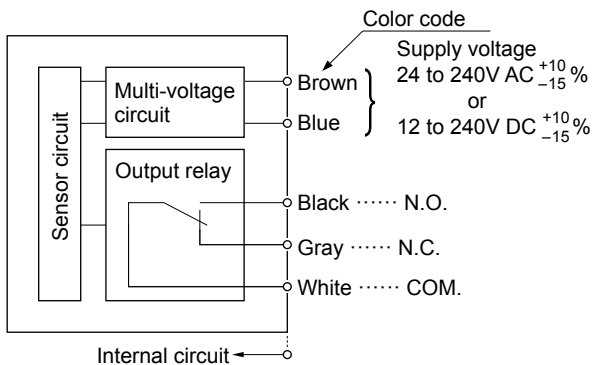 Color code
Supply voltage
24 to 240V AC +10 −15 %
or
12 to 240V DC +10 −15 %
Brown
Blue
Multi-voltage
circuit
Sensor circuit
Output relay
Black ······ N.O.
Gray ······ N.C.
White ······ COM.
Internal circuit